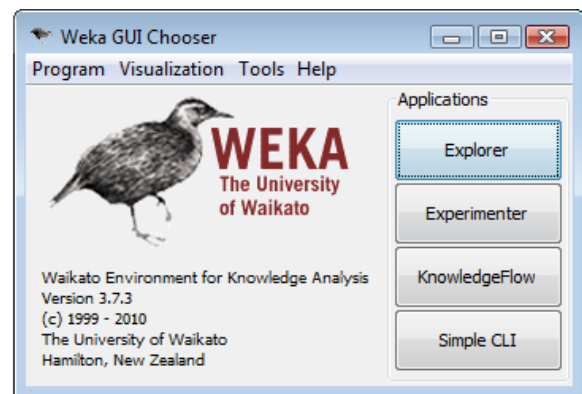 Weka GUI Chooser
Program Visualization Tools Help
WEKA
The University
of Waikato
Waikato Environment for Knowledge Analysis
Version 3.7.3
(c) 1999 - 2010
The University of Waikato
Hamilton, New Zealand
Applications
Explorer
Experimenter
KnowledgeFlow
Simple CLI